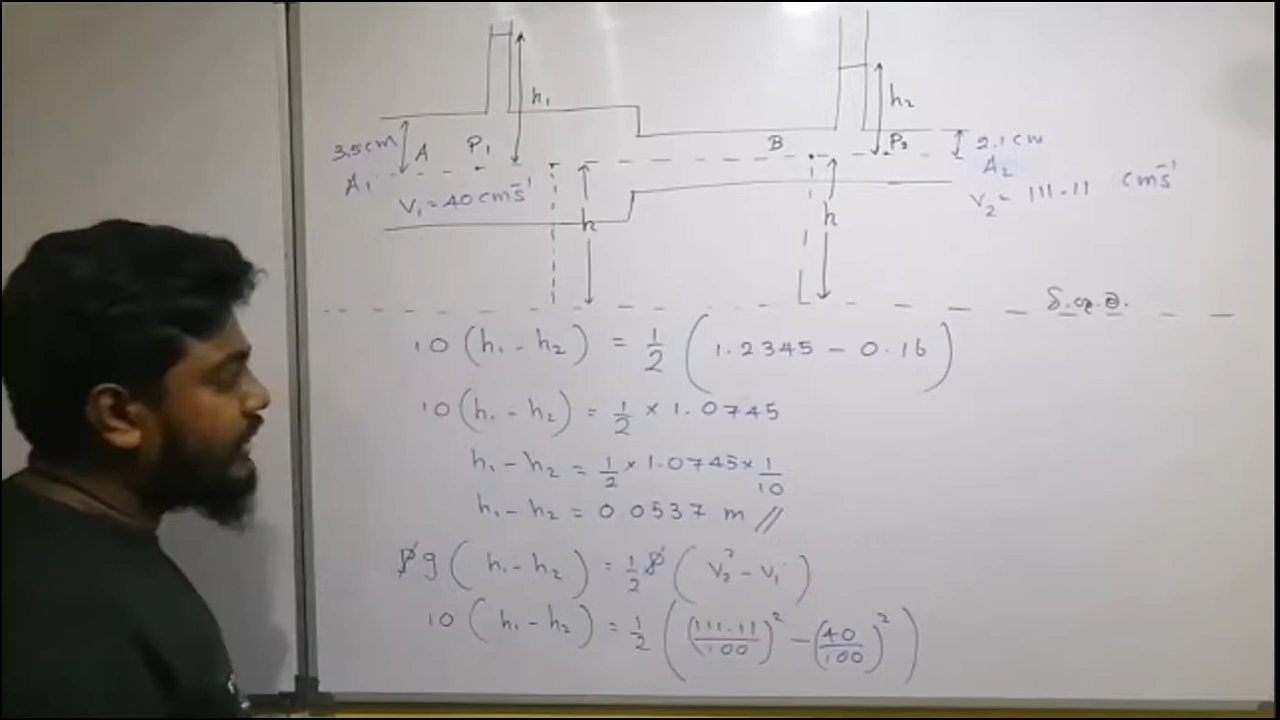 h₁
h₂
3.5cm
A
P₁
B
P₂
2.1cm
A₁
A₂
V₁ = 40 cms⁻¹
V₂ = 111.11 cms⁻¹
h
h
10 (h₁ - h₂) = 1/2 (1.2345 - 0.16)
10 (h₁ - h₂) = 1/2 × 1.0745
h₁ - h₂ = 1/2 × 1.0745 × 1/10
h₁ - h₂ = 0.0537 m //
ρg (h₁ - h₂) = 1/2 ρ (V₂² - V₁)
10 (h₁ - h₂) = 1/2 ((111.11/100)² - (40/100)²)